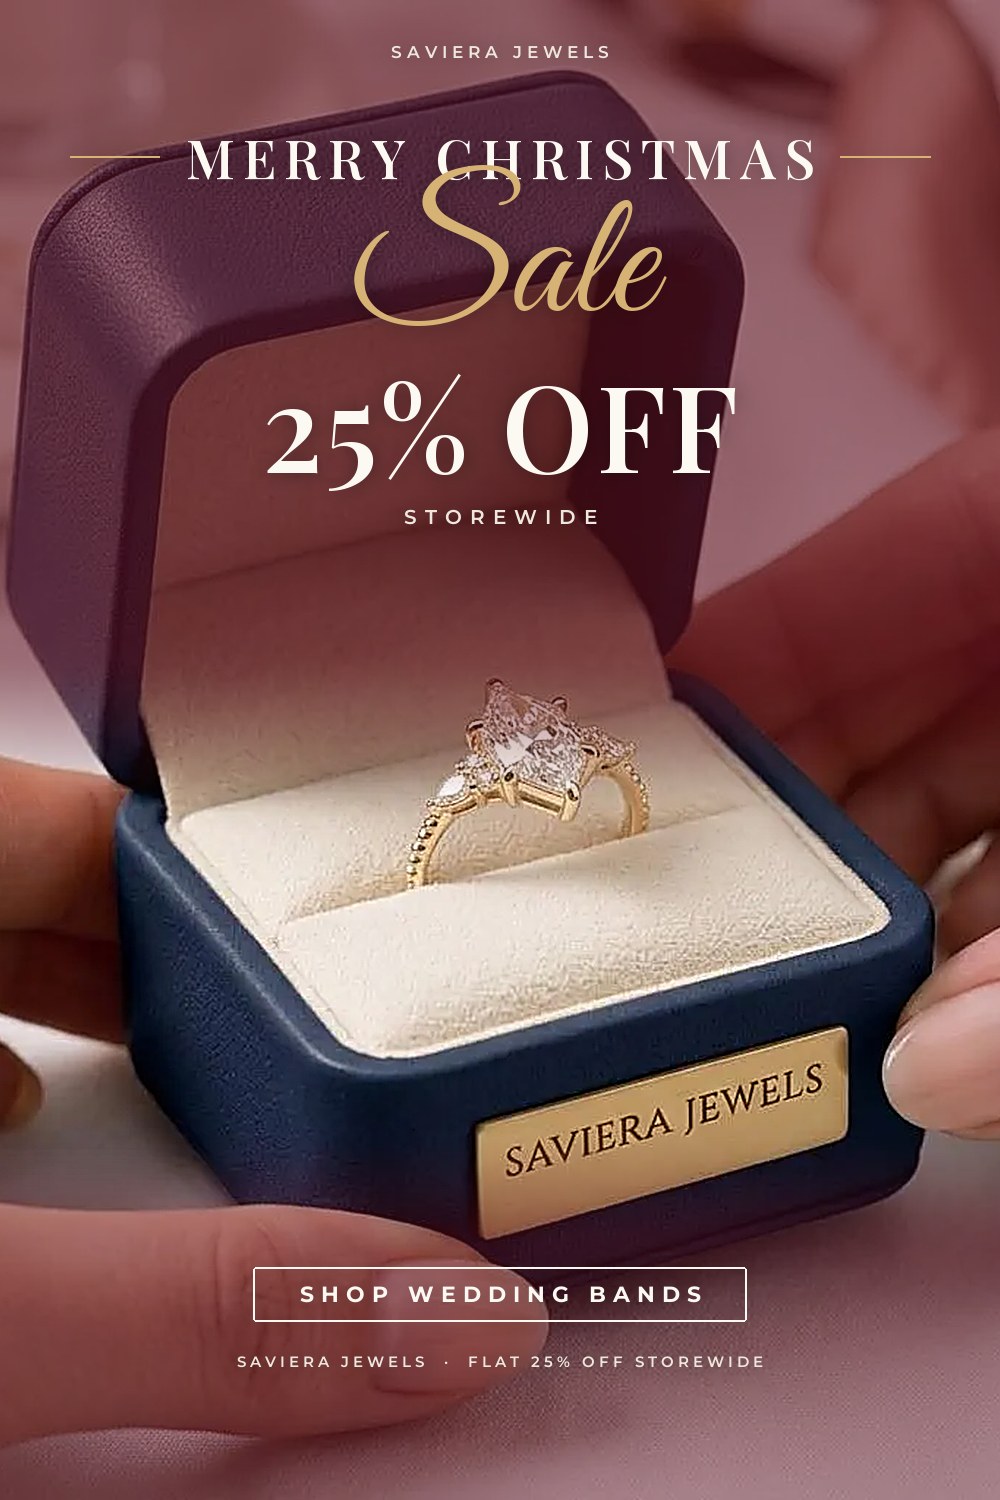 SAVIERA JEWELS
MERRY CHRISTMAS
Sale
25% OFF
STOREWIDE
SAVIERA JEWELS
SHOP WEDDING BANDS
SAVIERA JEWELS · FLAT 25% OFF STOREWIDE